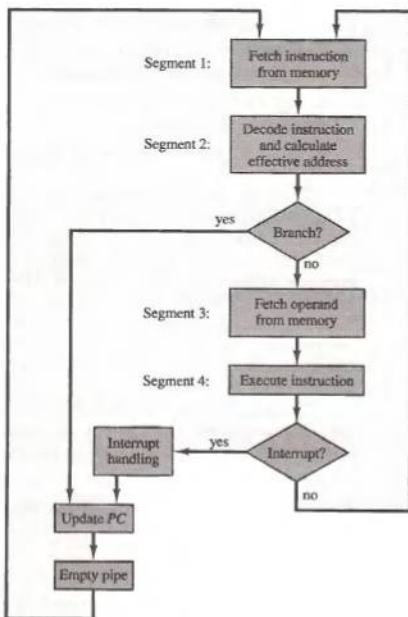 Segment 1:
Fetch instruction
from memory
Segment 2:
Decode instruction
and calculate
effective address
yes
Branch?
no
Segment 3:
Fetch operand
from memory
Segment 4:
Execute instruction
Interrupt
handling
yes
Interrupt?
no
Update PC
Empty pipe